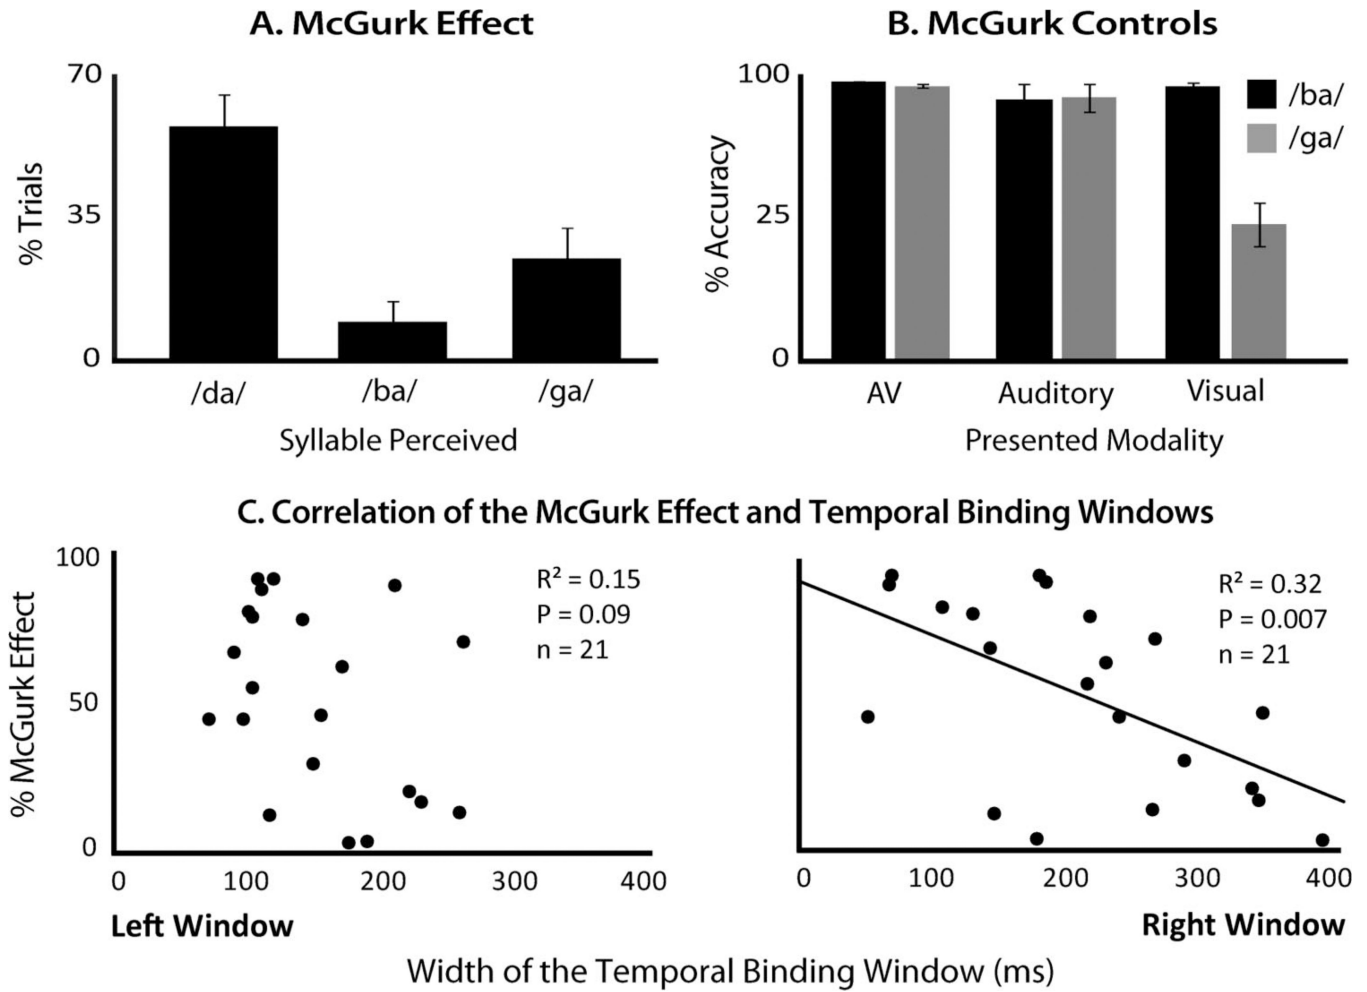 A. McGurk Effect
70
35
0
% Trials
/da/ /ba/ /ga/
Syllable Perceived
B. McGurk Controls
100
25
0
% Accuracy
/ba/
/ga/
AV Auditory Visual
Presented Modality
C. Correlation of the McGurk Effect and Temporal Binding Windows
100
50
0
% McGurk Effect
R² = 0.15
P = 0.09
n = 21
0 100 200 300 400
Left Window
R² = 0.32
P = 0.007
n = 21
0 100 200 300 400
Right Window
Width of the Temporal Binding Window (ms)